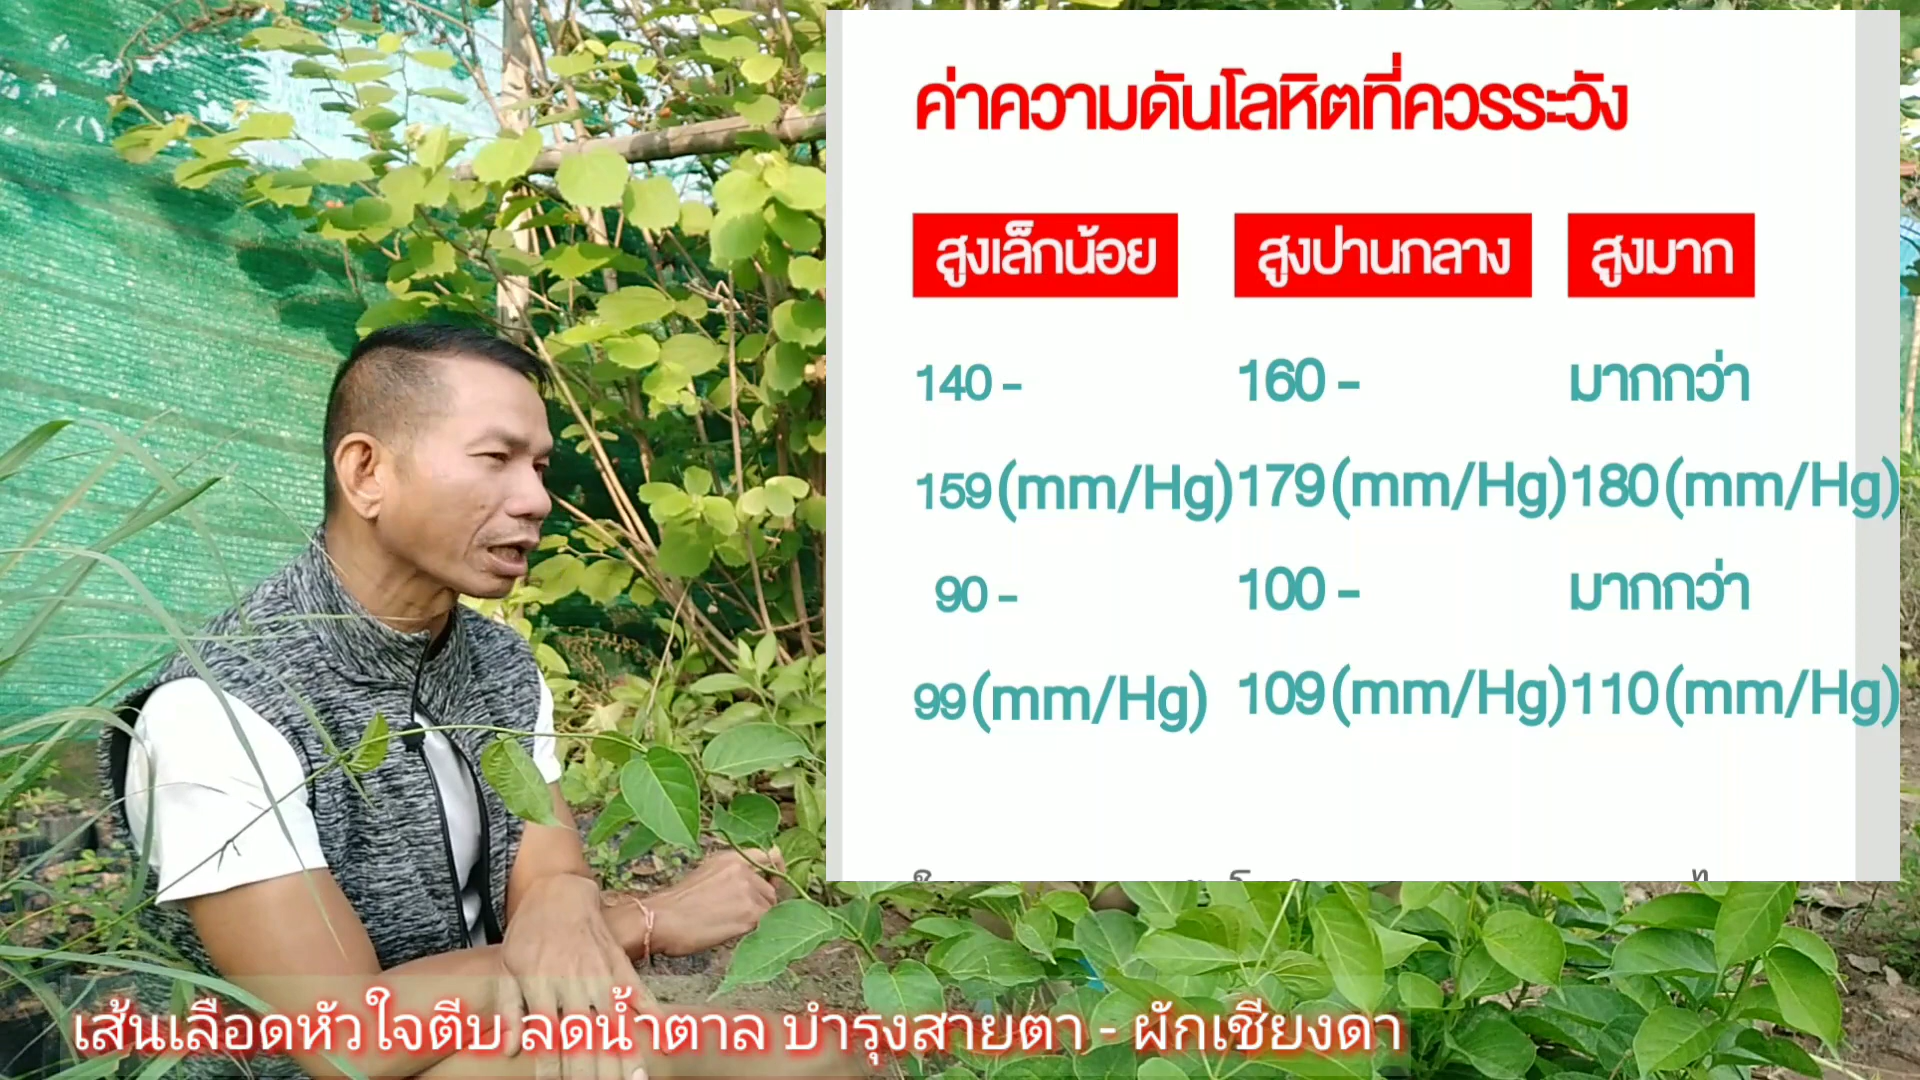 ค่าความดันโลหิตที่ควรระวัง
สูงเล็กน้อย สูงปานกลาง สูงมาก
140 - 160 - มากกว่า
159 (mm/Hg) 179 (mm/Hg) 180 (mm/Hg)
90 - 100 - มากกว่า
99 (mm/Hg) 109 (mm/Hg) 110 (mm/Hg)
เส้นเลือดหัวใจตีบ ลดน้ำตาล บำรุงสายตา - ผักเชียงดา